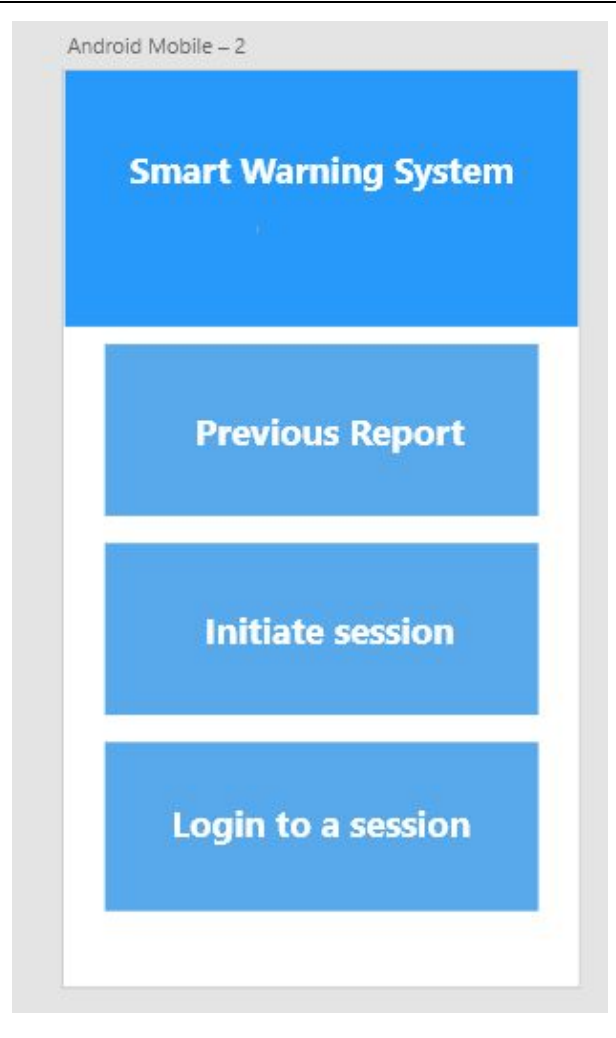 Android Mobile – 2
Smart Warning System
Previous Report
Initiate session
Login to a session